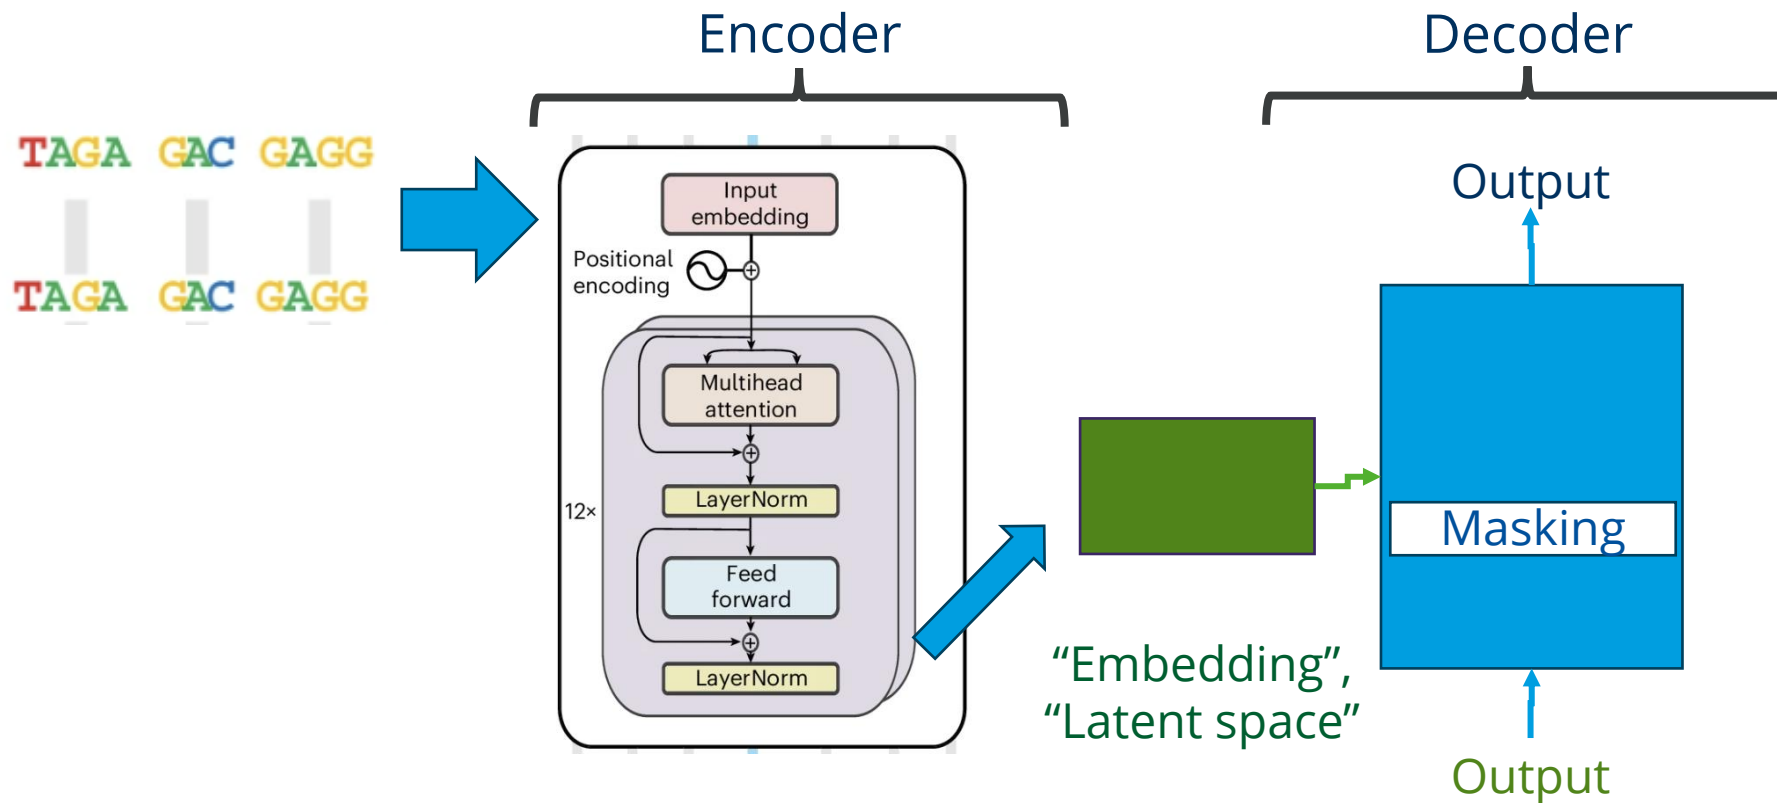 Encoder
Decoder
TAGA GAC GAGG
TAGA GAC GAGG
Input
embedding
Positional
encoding
Multihead
attention
LayerNorm
12×
Feed
forward
LayerNorm
“Embedding”,
“Latent space”
Output
Masking
Output